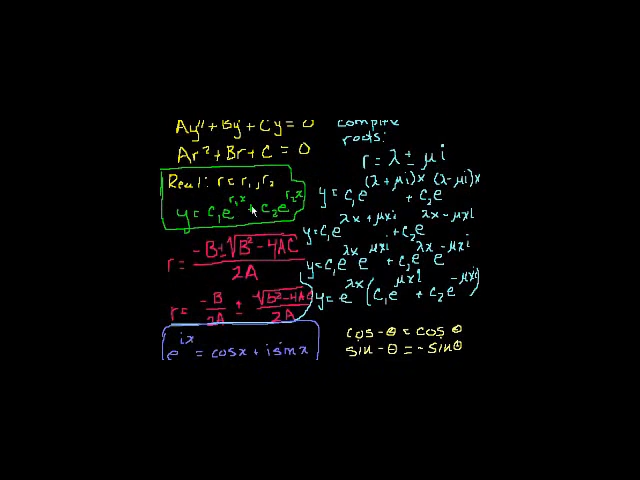 Ay'' + By' + Cy = 0
Ar² + Br + C = 0
Real: r = r₁, r₂
y = c₁e^(r₁x) + c₂e^(r₂x)
r = (-B ± √(B² - 4AC)) / 2A
r = -B/2A ± √(B² - 4AC)/2A
e^(ix) = cosx + isinx
complex
roots:
r = λ ± μi
y = c₁e^((λ + μi)x) + c₂e^((λ - μi)x)
y = c₁e^(λx + μxi) + c₂e^(λx - μxi)
y = c₁e^(λx) e^(μxi) + c₂e^(λx) e^(-μxi)
y = e^(λx) (c₁e^(μxi) + c₂e^(-μxi))
cos -θ = cos θ
sin -θ = -sin θ